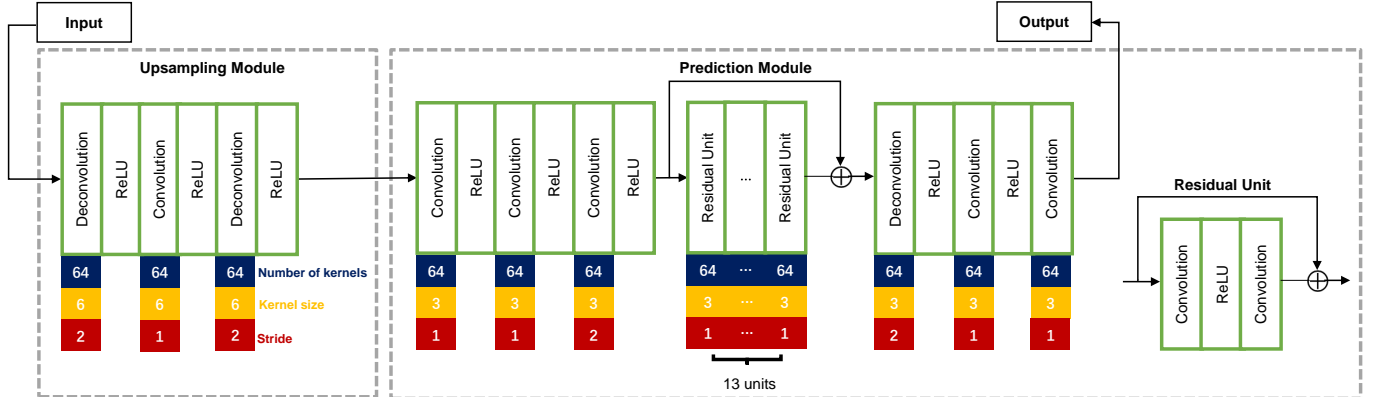 Input
Output
Upsampling Module
Prediction Module
Deconvolution
ReLU
Convolution
ReLU
Deconvolution
ReLU
Convolution
ReLU
Convolution
ReLU
Convolution
ReLU
Residual Unit
...
Residual Unit
Deconvolution
ReLU
Convolution
ReLU
Convolution
Residual Unit
Convolution
ReLU
Convolution
64 64 64 Number of kernels
6 6 6 Kernel size
2 1 2 Stride
64 64 64 64 ... 64 64 64 64
3 3 3 3 ... 3 3 3 3
1 1 2 1 ... 1 2 1 1
13 units